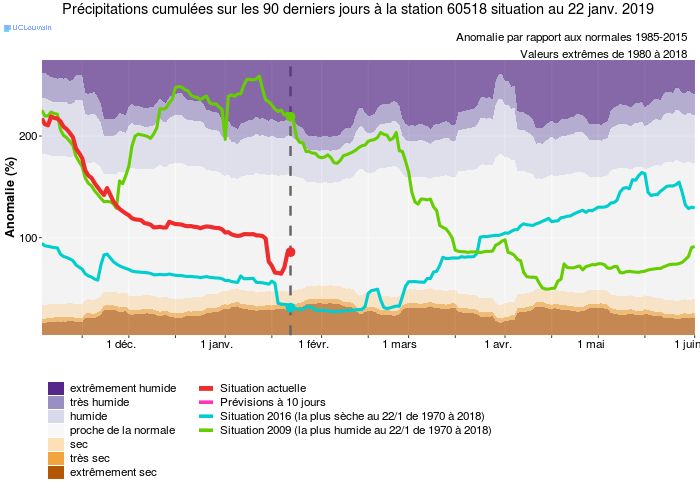 Précipitations cumulées sur les 90 derniers jours à la station 60518 situation au 22 janv. 2019
UCLouvain
Anomalie par rapport aux normales 1985-2015
Valeurs extrêmes de 1980 à 2018
Anomalie (%)
200
100
1 déc.
1 janv.
1 févr.
1 mars
1 avr.
1 mai
1 juin
extrêmement humide
très humide
humide
proche de la normale
sec
très sec
extrêmement sec
Situation actuelle
Prévisions à 10 jours
Situation 2016 (la plus sèche au 22/1 de 1970 à 2018)
Situation 2009 (la plus humide au 22/1 de 1970 à 2018)